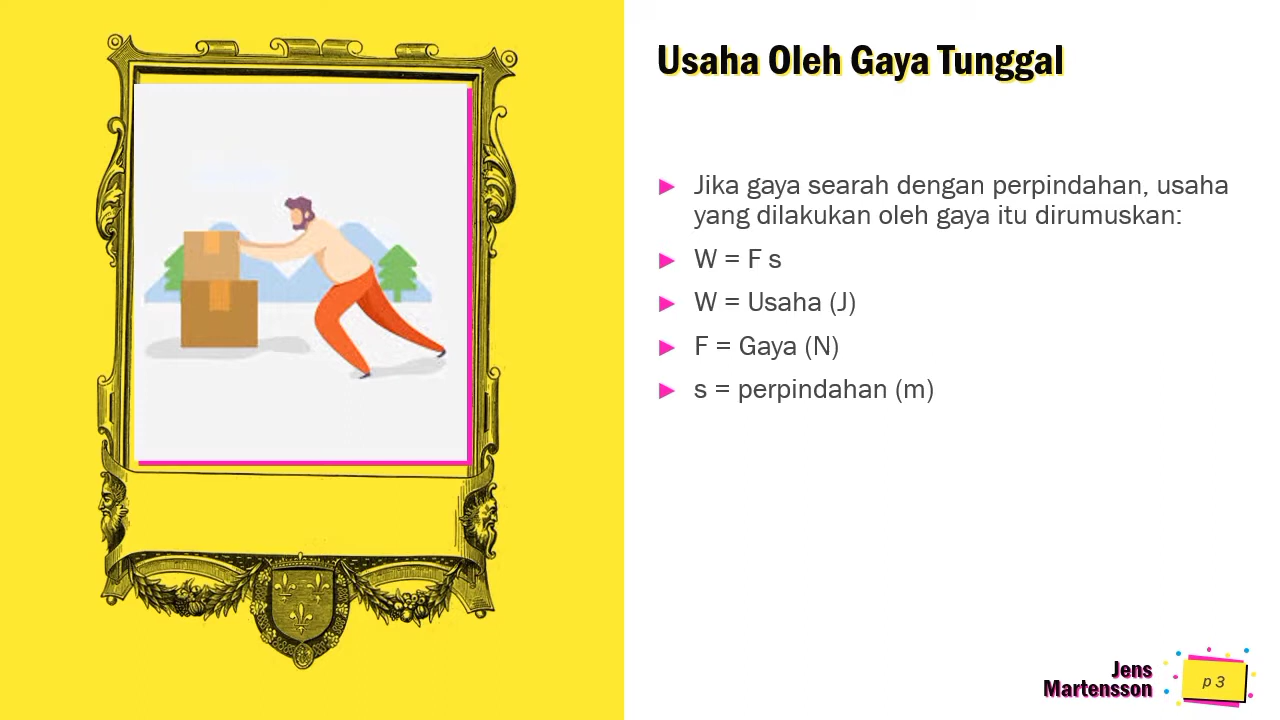 Usaha Oleh Gaya Tunggal
► Jika gaya searah dengan perpindahan, usaha
yang dilakukan oleh gaya itu dirumuskan:
► W = F s
► W = Usaha (J)
► F = Gaya (N)
► s = perpindahan (m)
Jens
Martensson
p 3